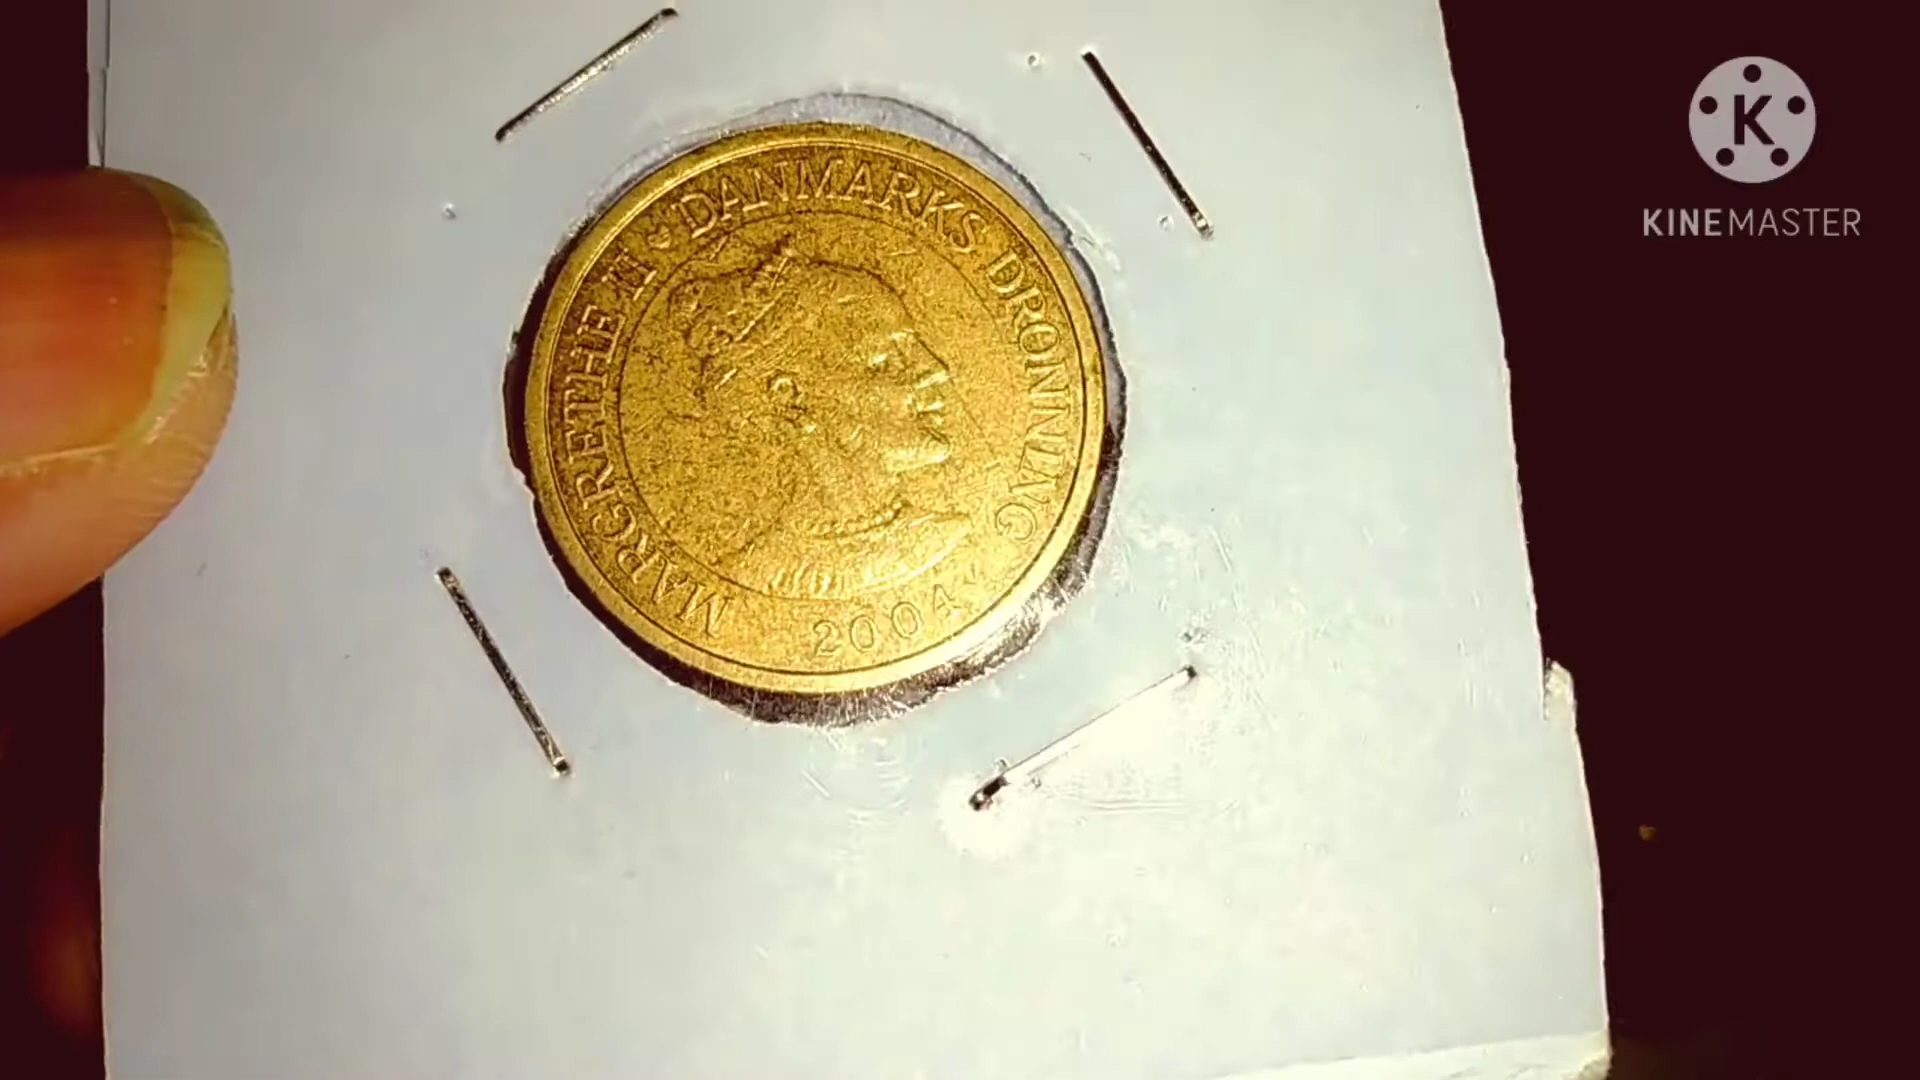 MARGRETHE II DANMARKS DRONNING
2004
K
KINEMASTER